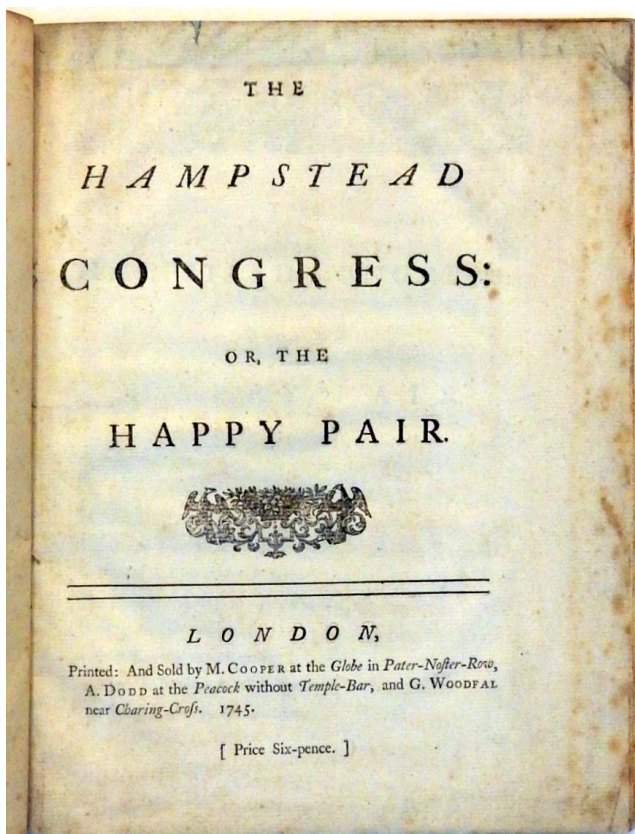 THE
HAMPSTEAD
CONGRESS:
OR, THE
HAPPY PAIR.
LONDON,
Printed: And Sold by M. COOPER at the Globe in Pater-Noſter-Row,
A. DODD at the Peacock without Temple-Bar, and G. WOODFAL
near Charing-Croſs. 1745.
[ Price Six-pence. ]